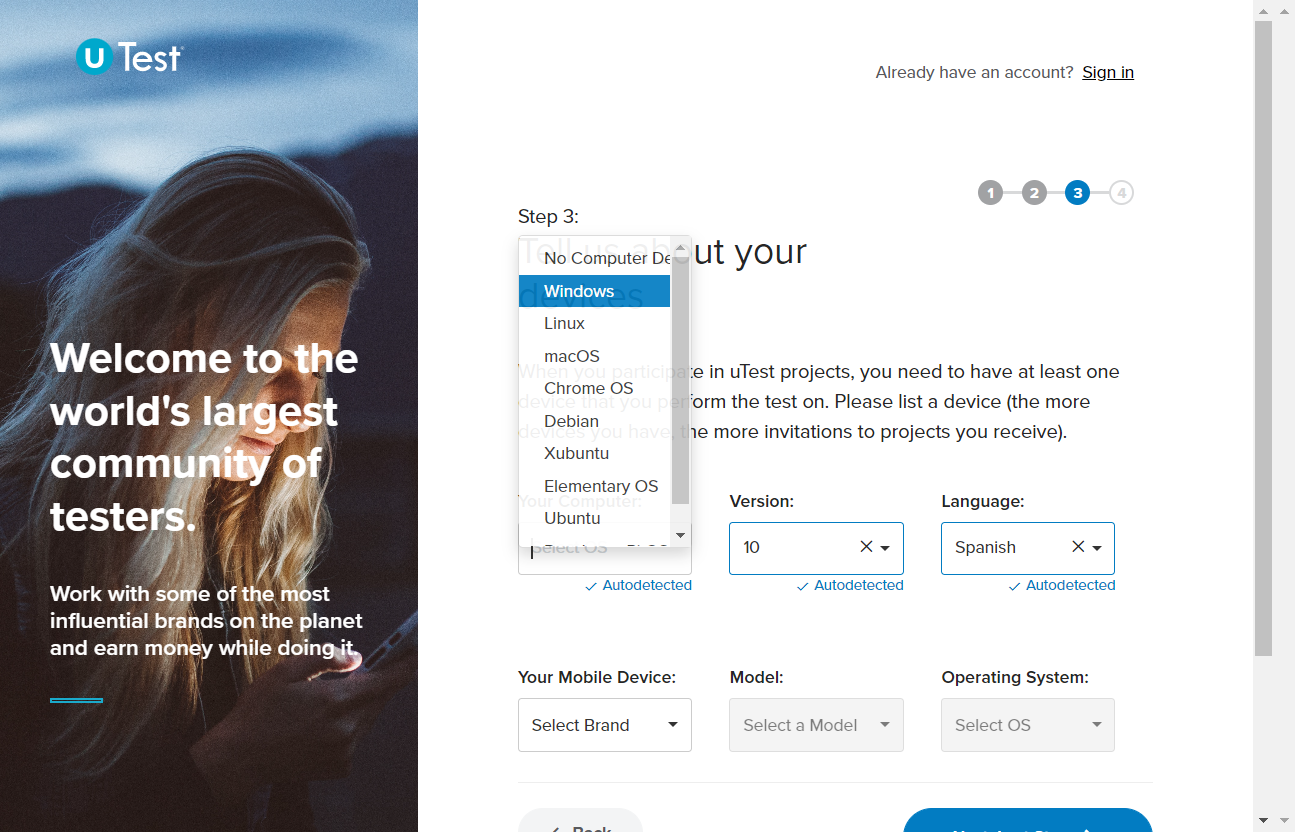 U Test
Already have an account? Sign in
1 2 3 4
Step 3:
Tell us about your
devices
No Computer De
Windows
Linux
macOS
Chrome OS
Debian
Xubuntu
Elementary OS
Ubuntu
When you participate in uTest projects, you need to have at least one
device that you perform the test on. Please list a device (the more
devices you have, the more invitations to projects you receive).
Welcome to the
world's largest
community of
testers.
Work with some of the most
influential brands on the planet
and earn money while doing it.
Your Computer: Version: Language:
Select OS 10 Spanish
Autodetected Autodetected Autodetected
Your Mobile Device: Model: Operating System:
Select Brand Select a Model Select OS
Back